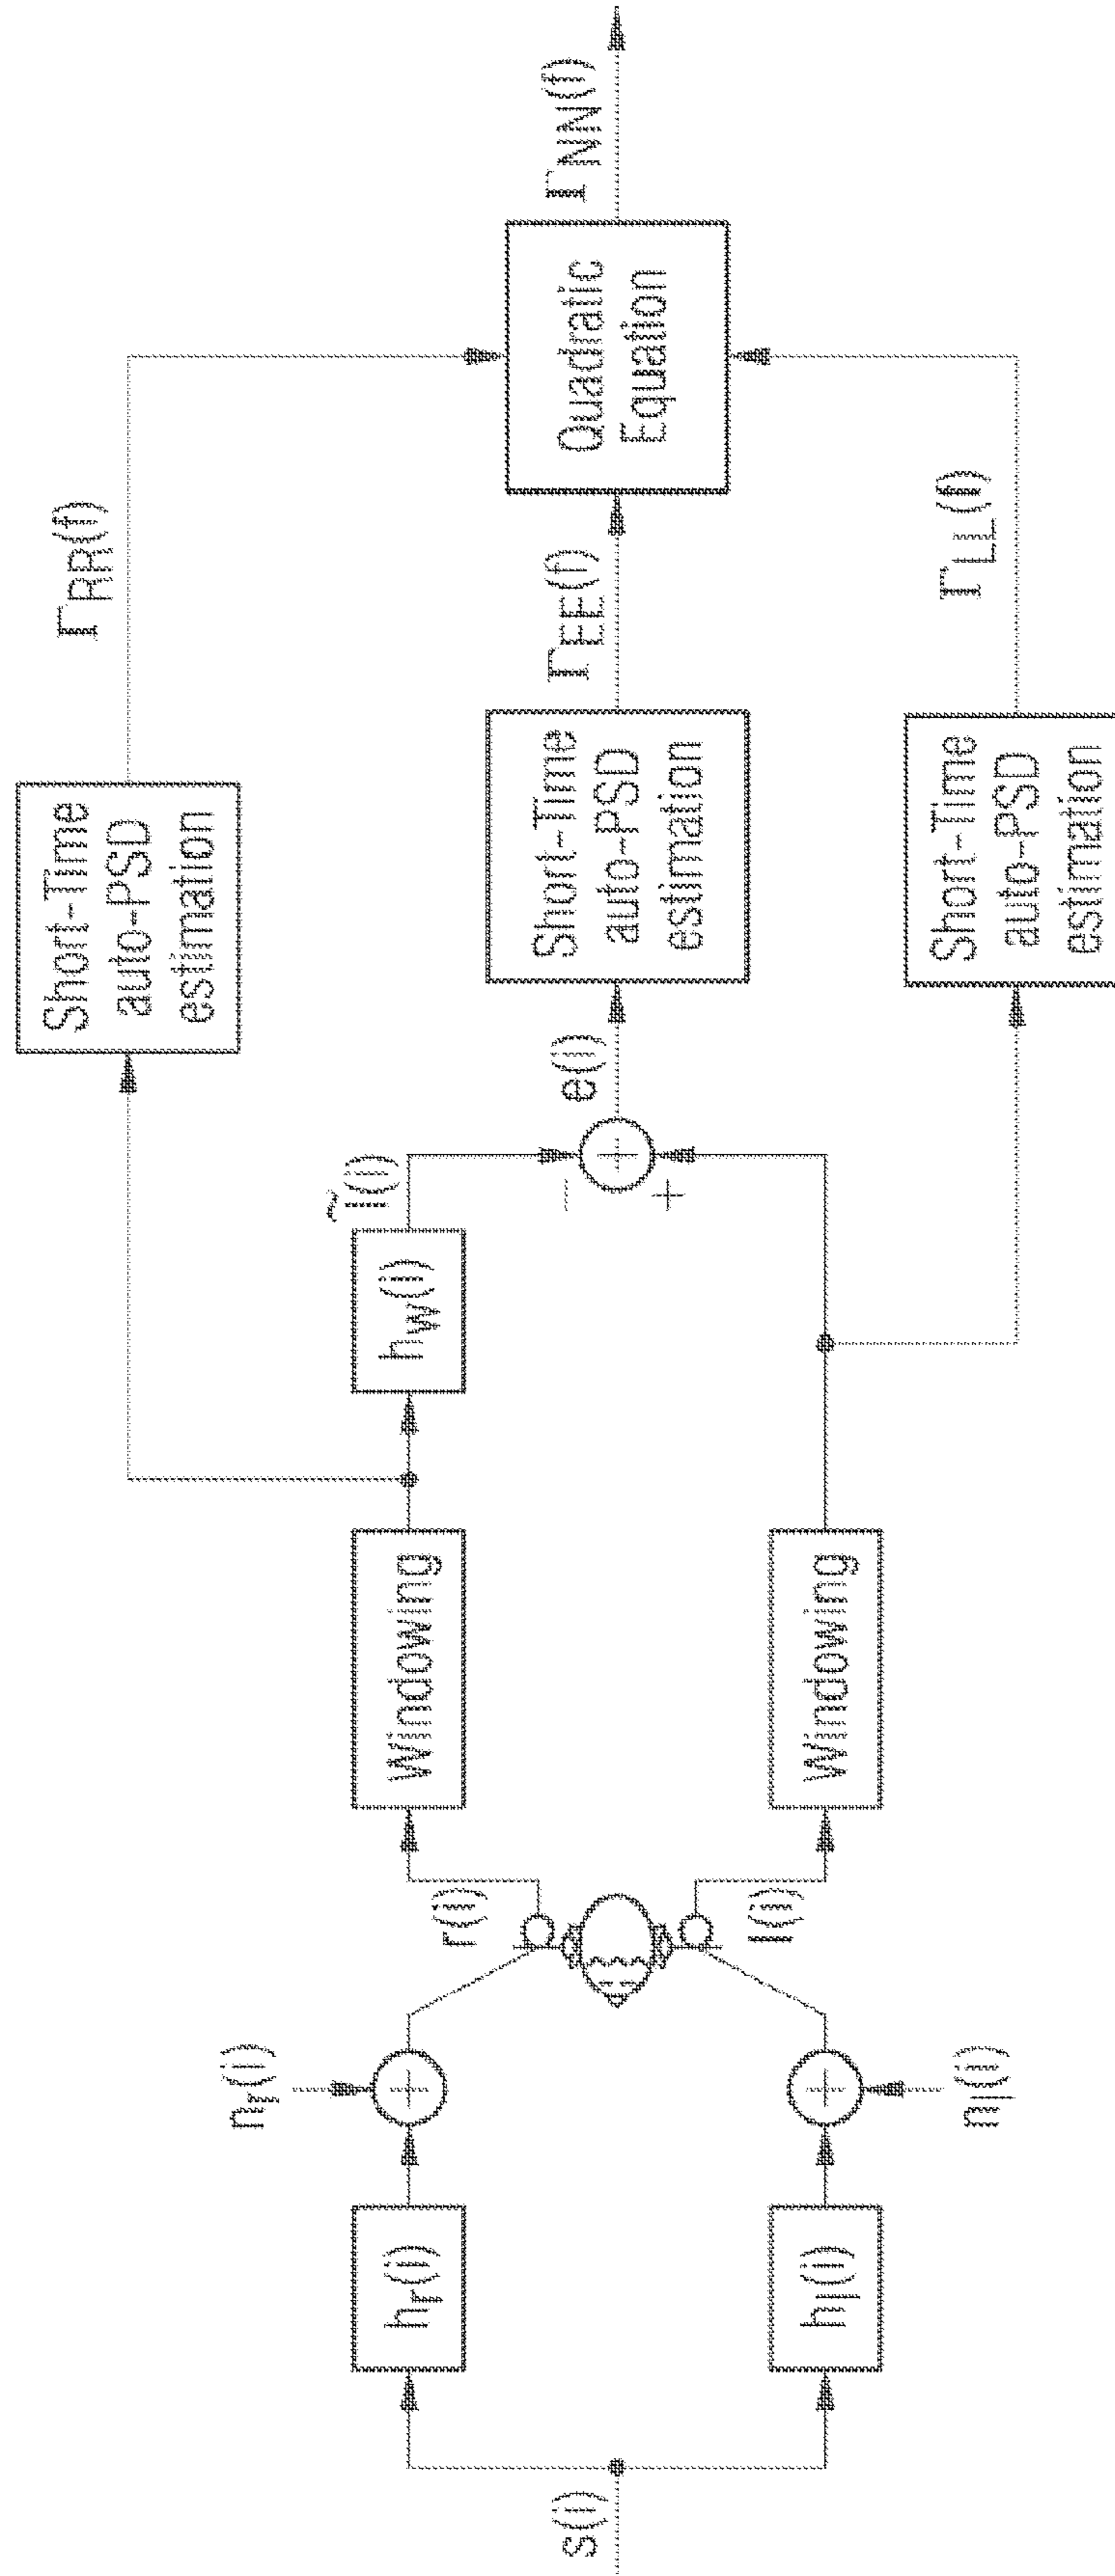 s(i)
hr(i)
nr(i)
r(i)
Windowing
hw(i)
l̃(i)
Short-Time
auto-PSD
estimation
ΓRR(f)
hl(i)
nl(i)
l(i)
Windowing
−
+
e(i)
Short-Time
auto-PSD
estimation
ΓEE(f)
Short-Time
auto-PSD
estimation
ΓLL(f)
Quadratic
Equation
ΓNN(f)